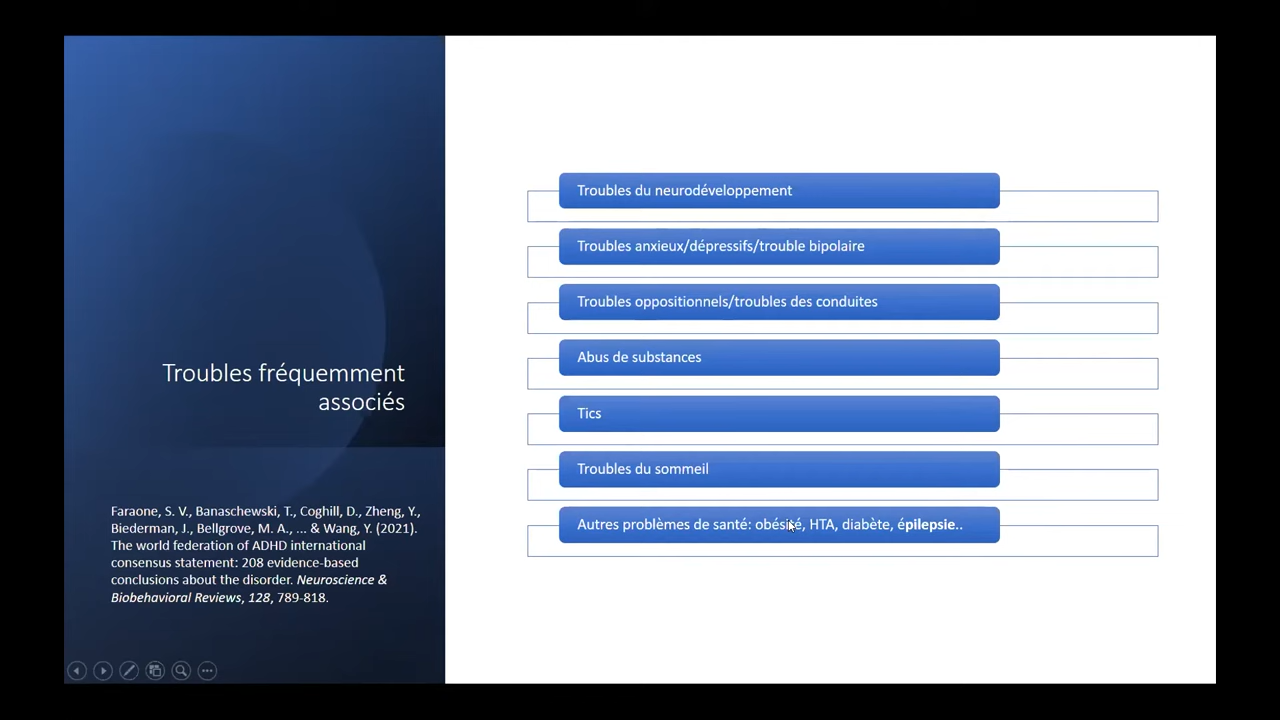 Troubles fréquemment
associés
Faraone, S. V., Banaschewski, T., Coghill, D., Zheng, Y.,
Biederman, J., Bellgrove, M. A., ... & Wang, Y. (2021).
The world federation of ADHD international
consensus statement: 208 evidence-based
conclusions about the disorder. Neuroscience &
Biobehavioral Reviews, 128, 789-818.
Troubles du neurodéveloppement
Troubles anxieux/dépressifs/trouble bipolaire
Troubles oppositionnels/troubles des conduites
Abus de substances
Tics
Troubles du sommeil
Autres problèmes de santé: obésité, HTA, diabète, épilepsie..